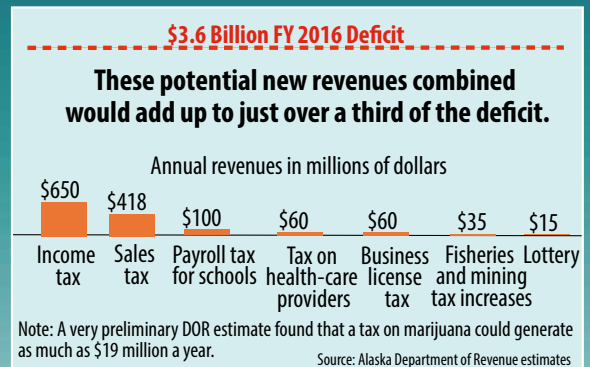 $3.6 Billion FY 2016 Deficit
These potential new revenues combined
would add up to just over a third of the deficit.
Annual revenues in millions of dollars
$650 $418 $100 $60 $60 $35 $15
Income tax
Sales tax
Payroll tax for schools
Tax on health-care providers
Business license tax
Fisheries and mining tax increases
Lottery
Note: A very preliminary DOR estimate found that a tax on marijuana could generate
as much as $19 million a year.
Source: Alaska Department of Revenue estimates